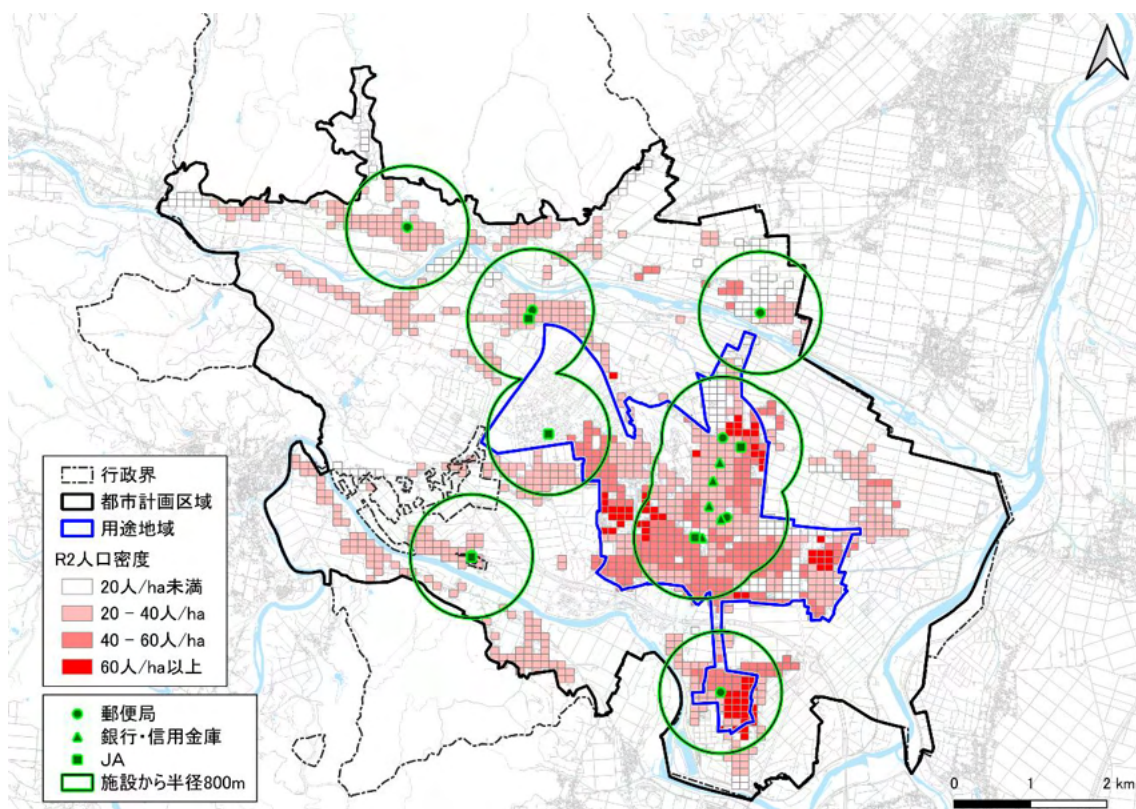 行政界
都市計画区域
用途地域
R2人口密度
20人/ha未満
20－40人/ha
40－60人/ha
60人/ha以上
郵便局
銀行・信用金庫
JA
施設から半径800m
0 1 2 km